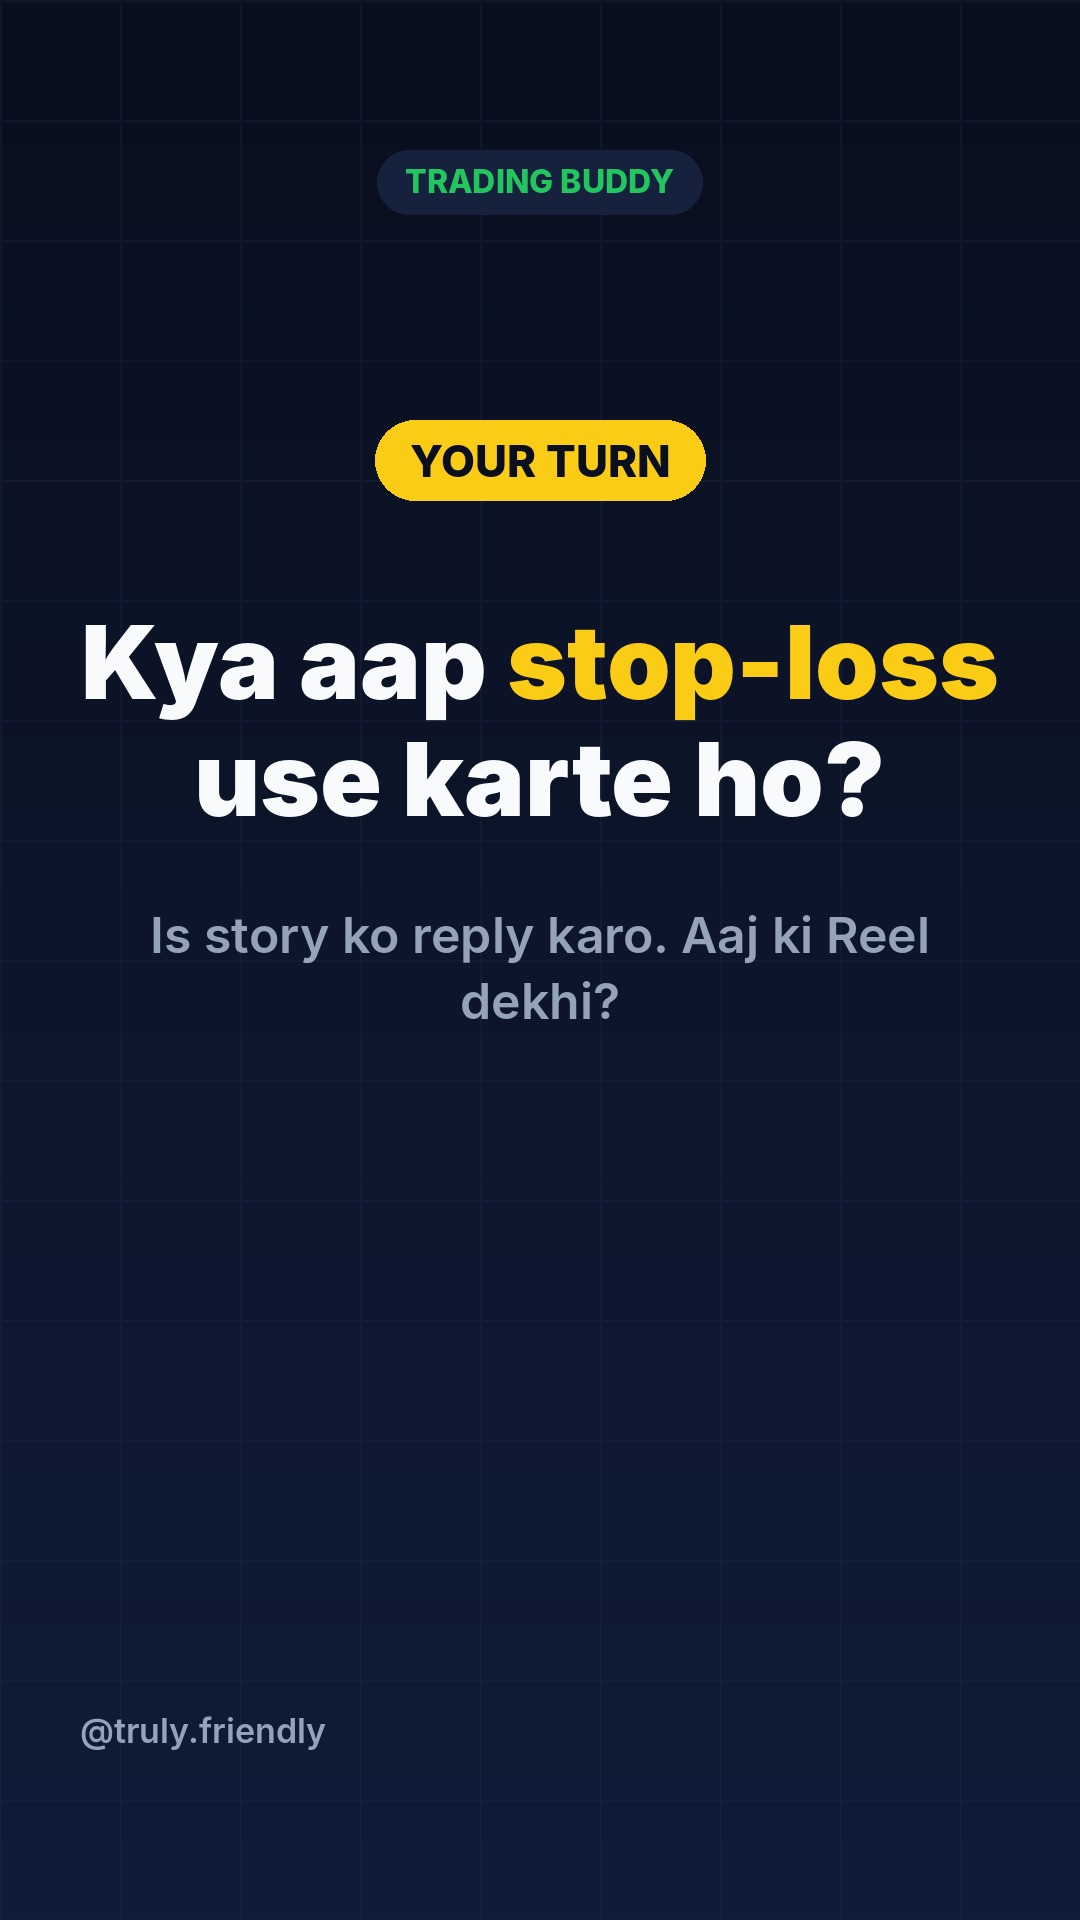 TRADING BUDDY
YOUR TURN
Kya aap stop-loss
use karte ho?
Is story ko reply karo. Aaj ki Reel
dekhi?
@truly.friendly